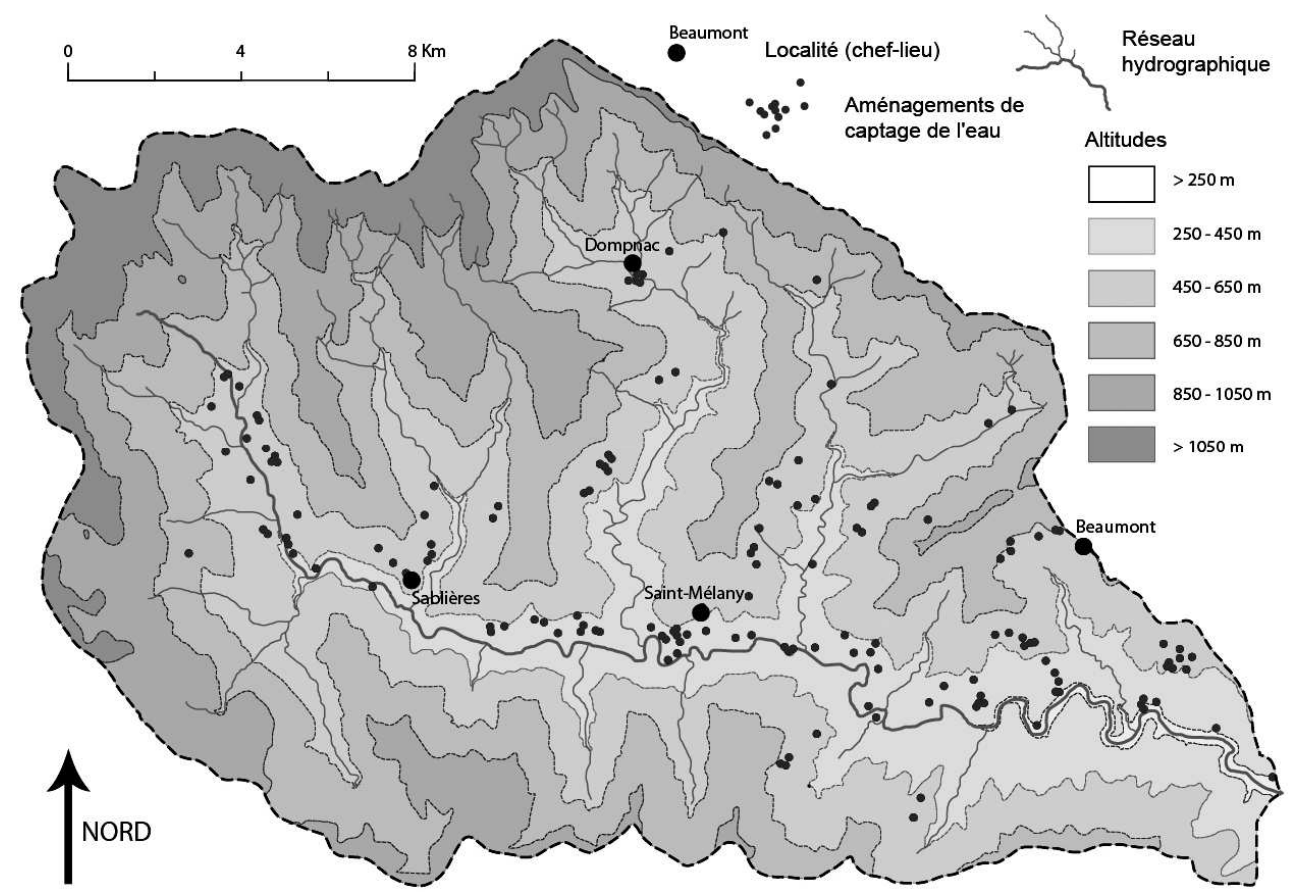 0 4 8 Km
Beaumont
Localité (chef-lieu)
Aménagements de
captage de l'eau
Réseau
hydrographique
Altitudes
> 250 m
250 - 450 m
450 - 650 m
650 - 850 m
850 - 1050 m
> 1050 m
Dompnac
Beaumont
Sablières
Saint-Mélany
NORD